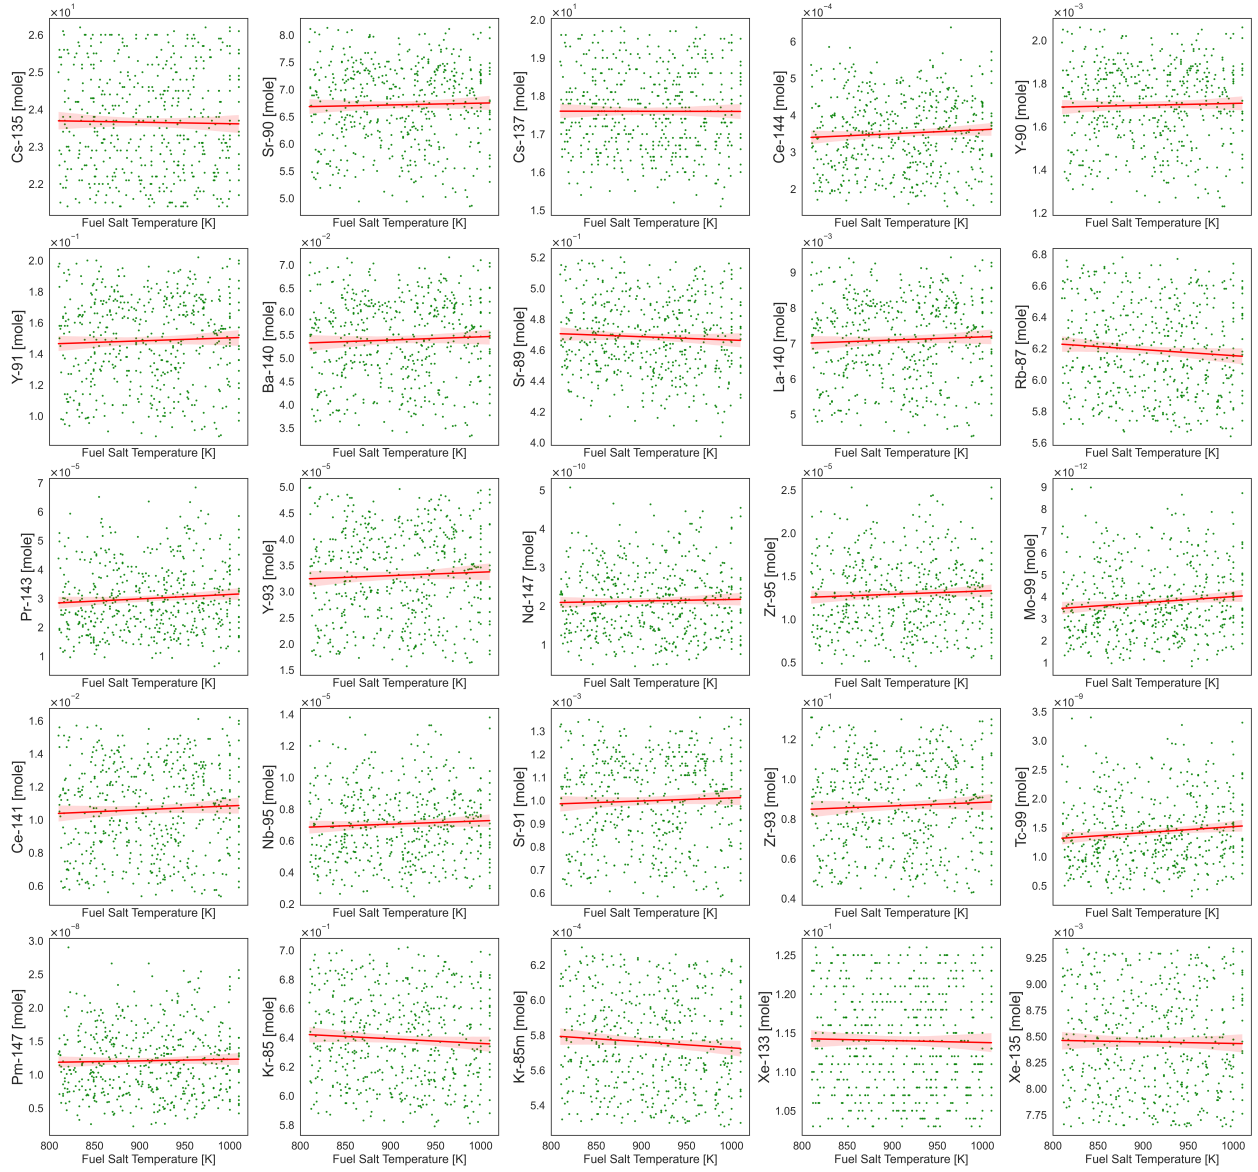 ×10¹ ×10¹ ×10⁻⁴ ×10⁻³
2.6 2.5 2.4 2.3 2.2
Cs-135 [mole]
Fuel Salt Temperature [K]
8.0 7.5 7.0 6.5 6.0 5.5 5.0
Sr-90 [mole]
Fuel Salt Temperature [K]
2.0 1.9 1.8 1.7 1.6 1.5
Cs-137 [mole]
Fuel Salt Temperature [K]
6 5 4 3 2
Ce-144 [mole]
Fuel Salt Temperature [K]
2.0 1.8 1.6 1.4 1.2
Y-90 [mole]
Fuel Salt Temperature [K]
×10⁻¹ ×10⁻² ×10⁻¹ ×10⁻³
2.0 1.8 1.6 1.4 1.2 1.0
Y-91 [mole]
Fuel Salt Temperature [K]
7.0 6.5 6.0 5.5 5.0 4.5 4.0 3.5
Ba-140 [mole]
Fuel Salt Temperature [K]
5.2 5.0 4.8 4.6 4.4 4.2 4.0
Sr-89 [mole]
Fuel Salt Temperature [K]
9 8 7 6 5
La-140 [mole]
Fuel Salt Temperature [K]
6.8 6.6 6.4 6.2 6.0 5.8 5.6
Rb-87 [mole]
Fuel Salt Temperature [K]
×10⁻⁵ ×10⁻⁵ ×10⁻¹⁰ ×10⁻⁵ ×10⁻¹²
7 6 5 4 3 2 1
Pr-143 [mole]
Fuel Salt Temperature [K]
5.0 4.5 4.0 3.5 3.0 2.5 2.0 1.5
Y-93 [mole]
Fuel Salt Temperature [K]
5 4 3 2 1
Nd-147 [mole]
Fuel Salt Temperature [K]
2.5 2.0 1.5 1.0 0.5
Zr-95 [mole]
Fuel Salt Temperature [K]
9 8 7 6 5 4 3 2 1
Mo-99 [mole]
Fuel Salt Temperature [K]
×10⁻² ×10⁻⁵ ×10⁻³ ×10⁻¹ ×10⁻⁹
1.6 1.4 1.2 1.0 0.8 0.6
Ce-141 [mole]
Fuel Salt Temperature [K]
1.4 1.2 1.0 0.8 0.6 0.4 0.2
Nb-95 [mole]
Fuel Salt Temperature [K]
1.3 1.2 1.1 1.0 0.9 0.8 0.7 0.6
Sr-91 [mole]
Fuel Salt Temperature [K]
1.2 1.0 0.8 0.6 0.4
Zr-93 [mole]
Fuel Salt Temperature [K]
3.5 3.0 2.5 2.0 1.5 1.0 0.5
Tc-99 [mole]
Fuel Salt Temperature [K]
×10⁻⁸ ×10⁻¹ ×10⁻⁴ ×10⁻¹ ×10⁻³
3.0 2.5 2.0 1.5 1.0 0.5
Pm-147 [mole]
800 850 900 950 1000
Fuel Salt Temperature [K]
7.0 6.8 6.6 6.4 6.2 6.0 5.8
Kr-85 [mole]
800 850 900 950 1000
Fuel Salt Temperature [K]
6.2 6.0 5.8 5.6 5.4
Kr-85m [mole]
800 850 900 950 1000
Fuel Salt Temperature [K]
1.25 1.20 1.15 1.10 1.05
Xe-133 [mole]
800 850 900 950 1000
Fuel Salt Temperature [K]
9.25 9.00 8.75 8.50 8.25 8.00 7.75
Xe-135 [mole]
800 850 900 950 1000
Fuel Salt Temperature [K]